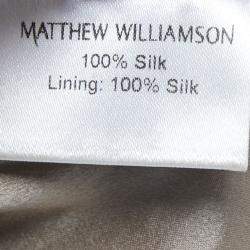 MATTHEW WILLIAMSON
100% Silk
Lining: 100% Silk